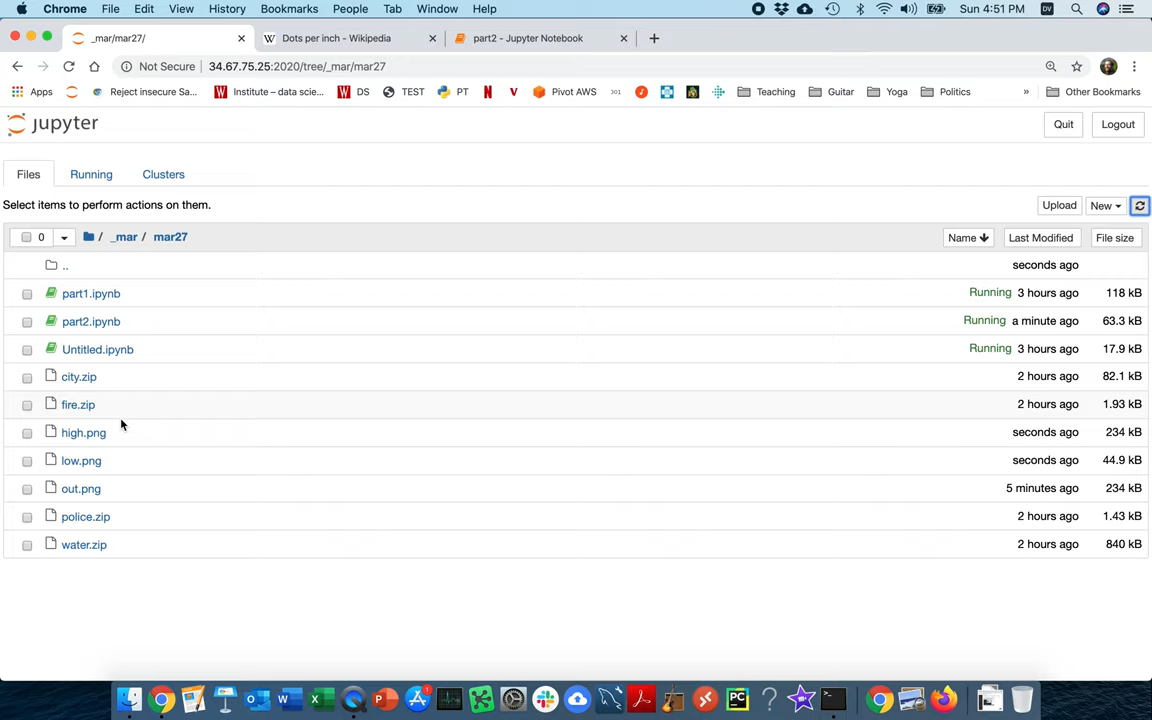 Chrome File Edit View History Bookmarks People Tab Window Help Sun 4:51 PM DV
_mar/mar27/ Dots per inch - Wikipedia part2 - Jupyter Notebook
Not Secure 34.67.75.25:2020/tree/_mar/mar27
Apps Reject insecure Sa... Institute – data scie... DS TEST PT Pivot AWS 301 Teaching Guitar Yoga Politics » Other Bookmarks
jupyter Quit Logout
Files Running Clusters
Select items to perform actions on them. Upload New
0 / _mar / mar27 Name Last Modified File size
.. seconds ago
part1.ipynb Running 3 hours ago 118 kB
part2.ipynb Running a minute ago 63.3 kB
Untitled.ipynb Running 3 hours ago 17.9 kB
city.zip 2 hours ago 82.1 kB
fire.zip 2 hours ago 1.93 kB
high.png seconds ago 234 kB
low.png seconds ago 44.9 kB
out.png 5 minutes ago 234 kB
police.zip 2 hours ago 1.43 kB
water.zip 2 hours ago 840 kB